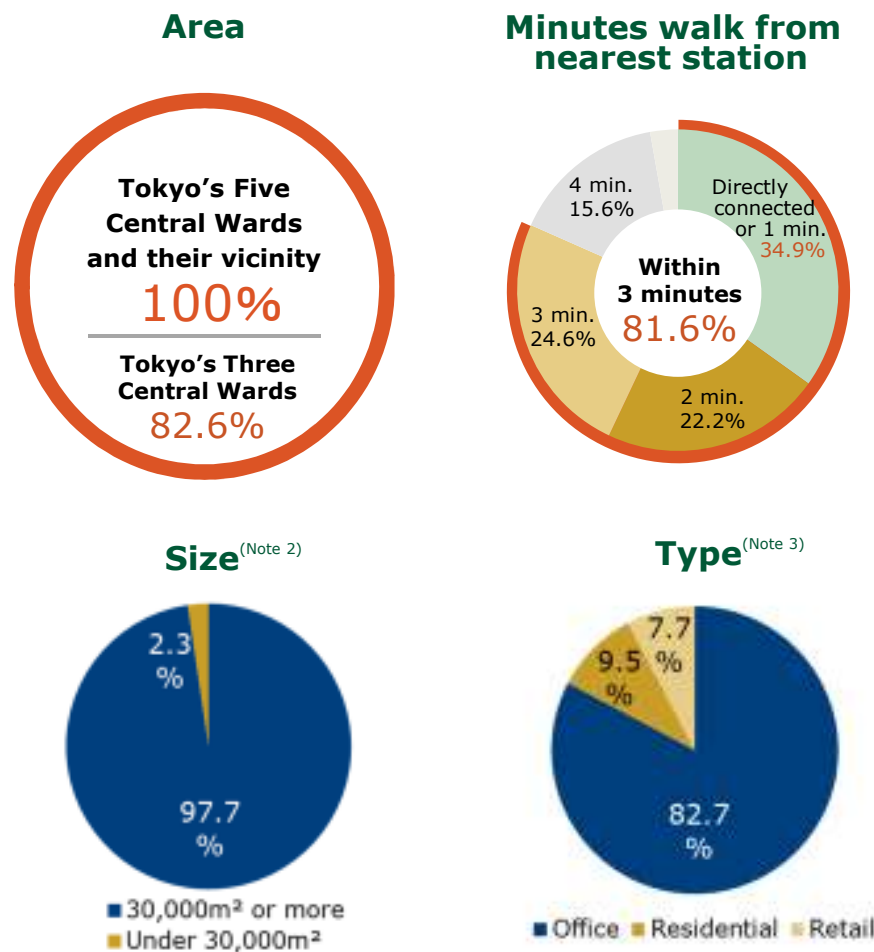 Area
Tokyo's Five
Central Wards
and their vicinity
100%
Tokyo's Three
Central Wards
82.6%
Minutes walk from
nearest station
Directly
connected
or 1 min.
34.9%
2 min.
22.2%
3 min.
24.6%
4 min.
15.6%
Within
3 minutes
81.6%
Size(Note 2)
2.3
%
97.7
%
30,000m² or more
Under 30,000m²
Type(Note 3)
7.7
%
9.5
%
82.7
%
Office Residential Retail